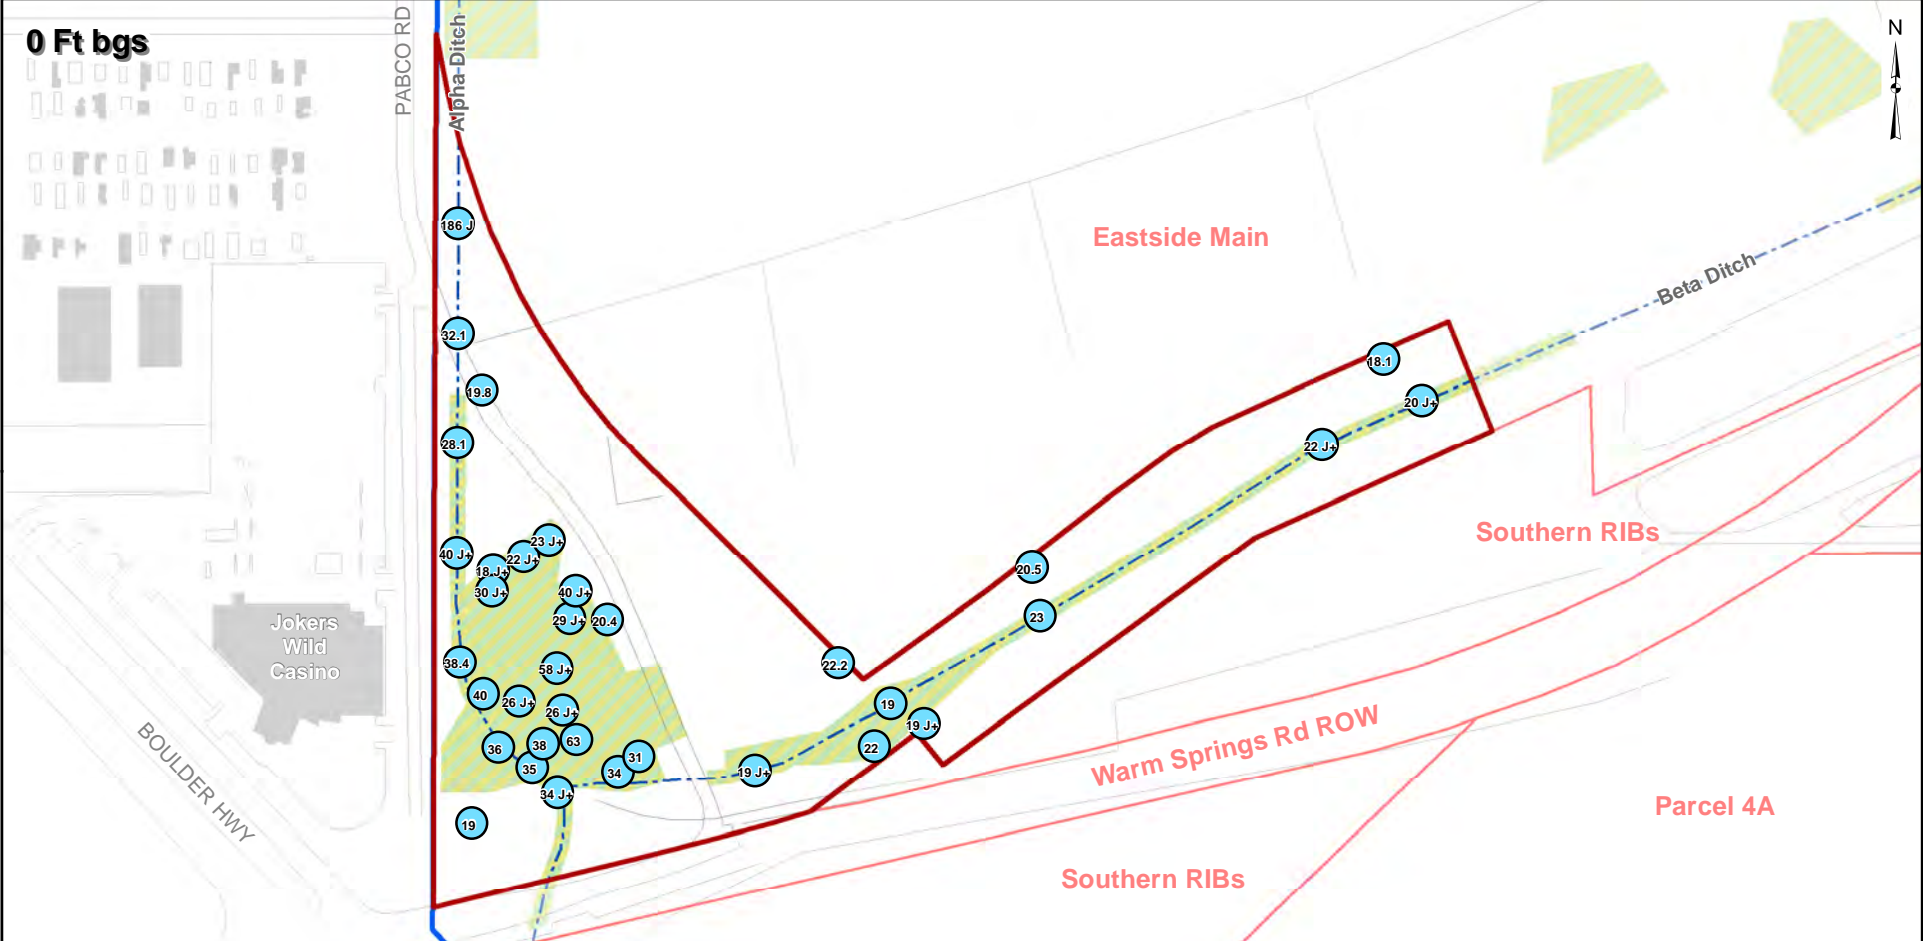 0 Ft bgs
PABCO RD
Alpha Ditch
N
186 J
Eastside Main
Beta Ditch
32.1
18.1
19.8
20 J+
28.1
22 J+
Southern RIBs
40 J+
23 J+
22 J+
18 J+
30 J+
40 J+
29 J+
20.4
20.5
23
Jokers
Wild
Casino
38.4
58 J+
22.2
40
26 J+
26 J+
19
19 J+
36
38
63
22
35
31
34
19 J+
34 J+
19
BOULDER HWY
Warm Springs Rd ROW
Parcel 4A
Southern RIBs